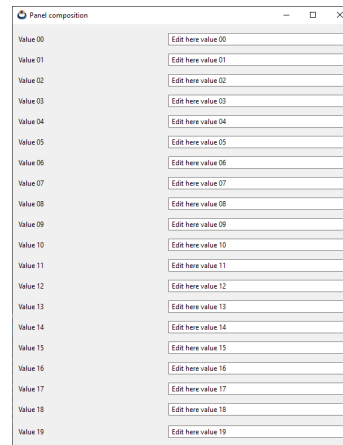 Panel composition
Value 00 Edit here value 00
Value 01 Edit here value 01
Value 02 Edit here value 02
Value 03 Edit here value 03
Value 04 Edit here value 04
Value 05 Edit here value 05
Value 06 Edit here value 06
Value 07 Edit here value 07
Value 08 Edit here value 08
Value 09 Edit here value 09
Value 10 Edit here value 10
Value 11 Edit here value 11
Value 12 Edit here value 12
Value 13 Edit here value 13
Value 14 Edit here value 14
Value 15 Edit here value 15
Value 16 Edit here value 16
Value 17 Edit here value 17
Value 18 Edit here value 18
Value 19 Edit here value 19